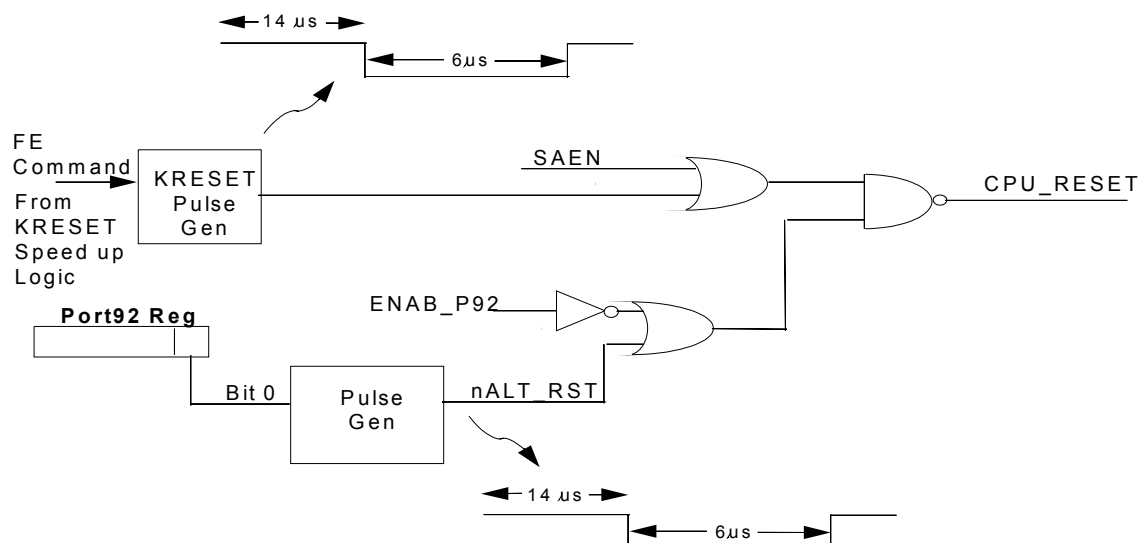 14 µs
6µs
FE
Command
From
KRESET
Speed up
Logic
KRESET
Pulse
Gen
SAEN
CPU_RESET
ENAB_P92
Port92 Reg
Bit 0
Pulse
Gen
nALT_RST
14 µs
6µs